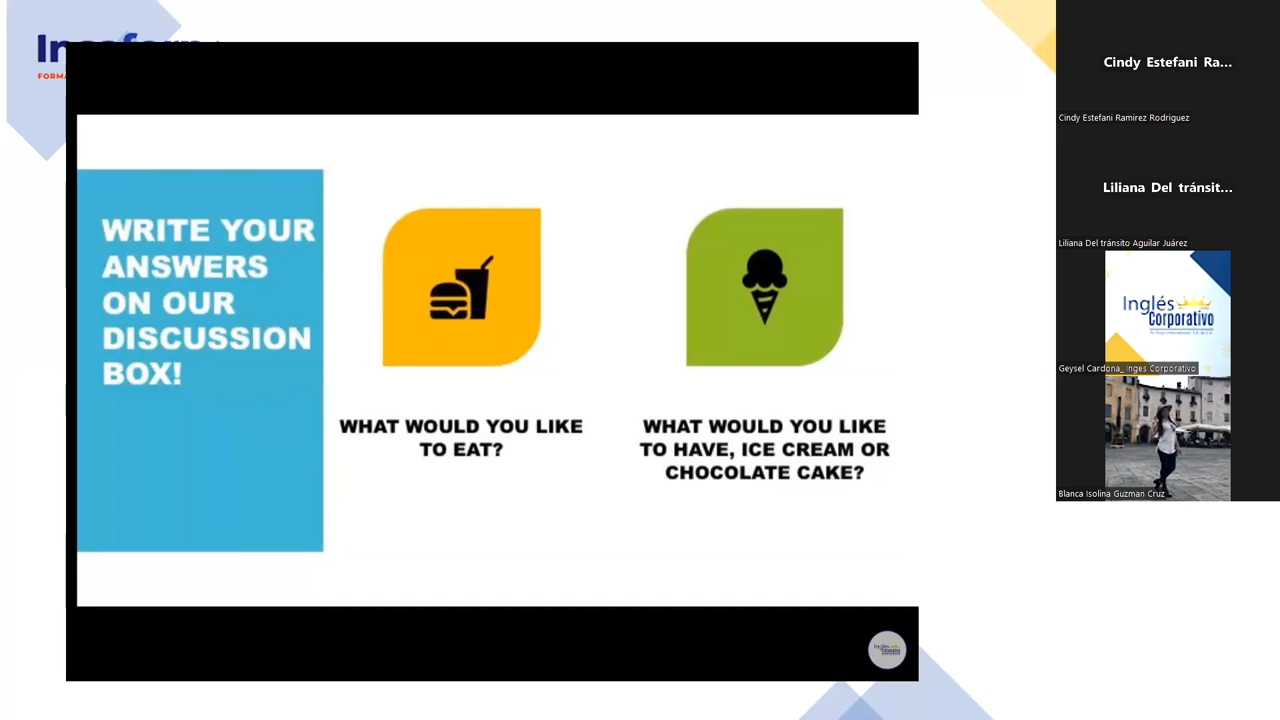 WRITE YOUR
ANSWERS
ON OUR
DISCUSSION
BOX!
WHAT WOULD YOU LIKE
TO EAT?
WHAT WOULD YOU LIKE
TO HAVE, ICE CREAM OR
CHOCOLATE CAKE?
Cindy Estefani Ra...
Cindy Estefani Ramirez Rodriguez
Liliana Del tránsit...
Liliana Del tránsito Aguilar Juárez
Inglés
Corporativo
Geysel Cardona_ Inges Corporativo
Blanca Isolina Guzman Cruz